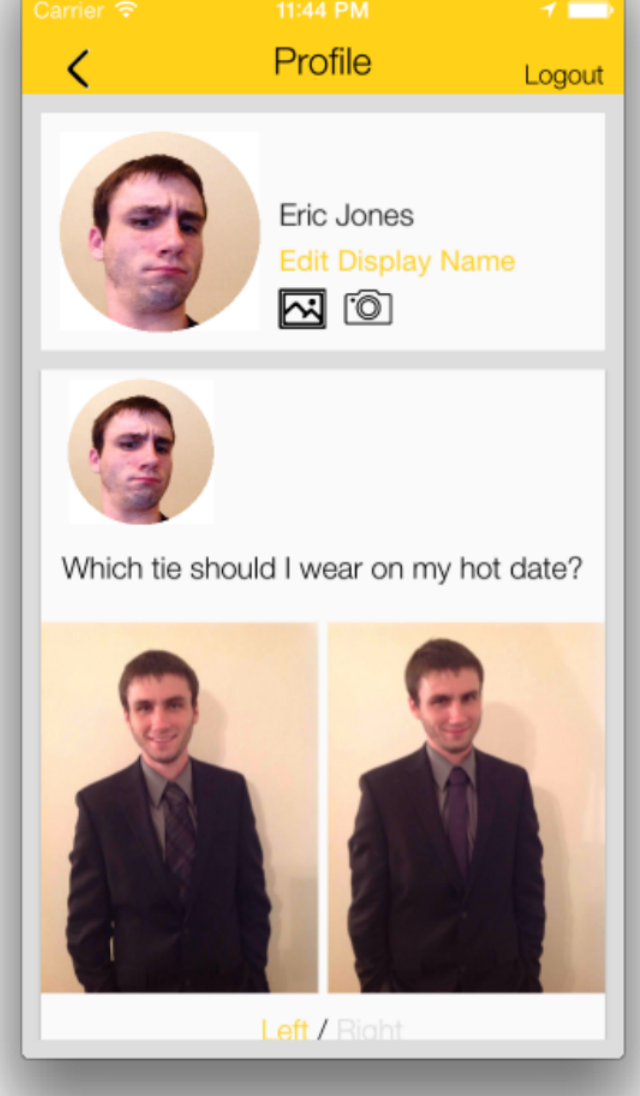 Carrier 11:44 PM
Profile
Logout
Eric Jones
Edit Display Name
Which tie should I wear on my hot date?
Left / Right